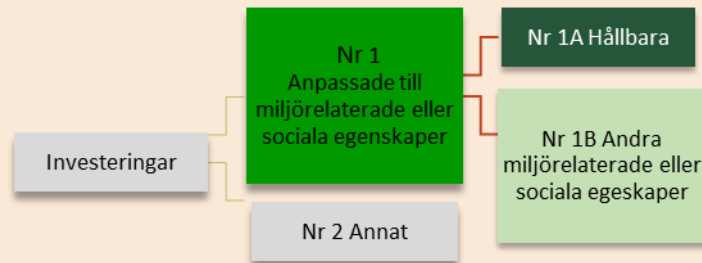 Investeringar
Nr 1
Anpassade till
miljörelaterade eller
sociala egenskaper
Nr 2 Annat
Nr 1A Hållbara
Nr 1B Andra
miljörelaterade eller
sociala egeskaper